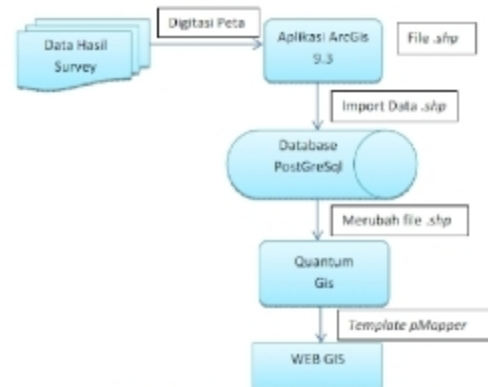 Digitasi Peta
Data Hasil
Survey
Aplikasi ArcGis
9.3
File .shp
Import Data .shp
Database
PostGreSql
Merubah file .shp
Quantum
Gis
Template pMapper
WEB GIS